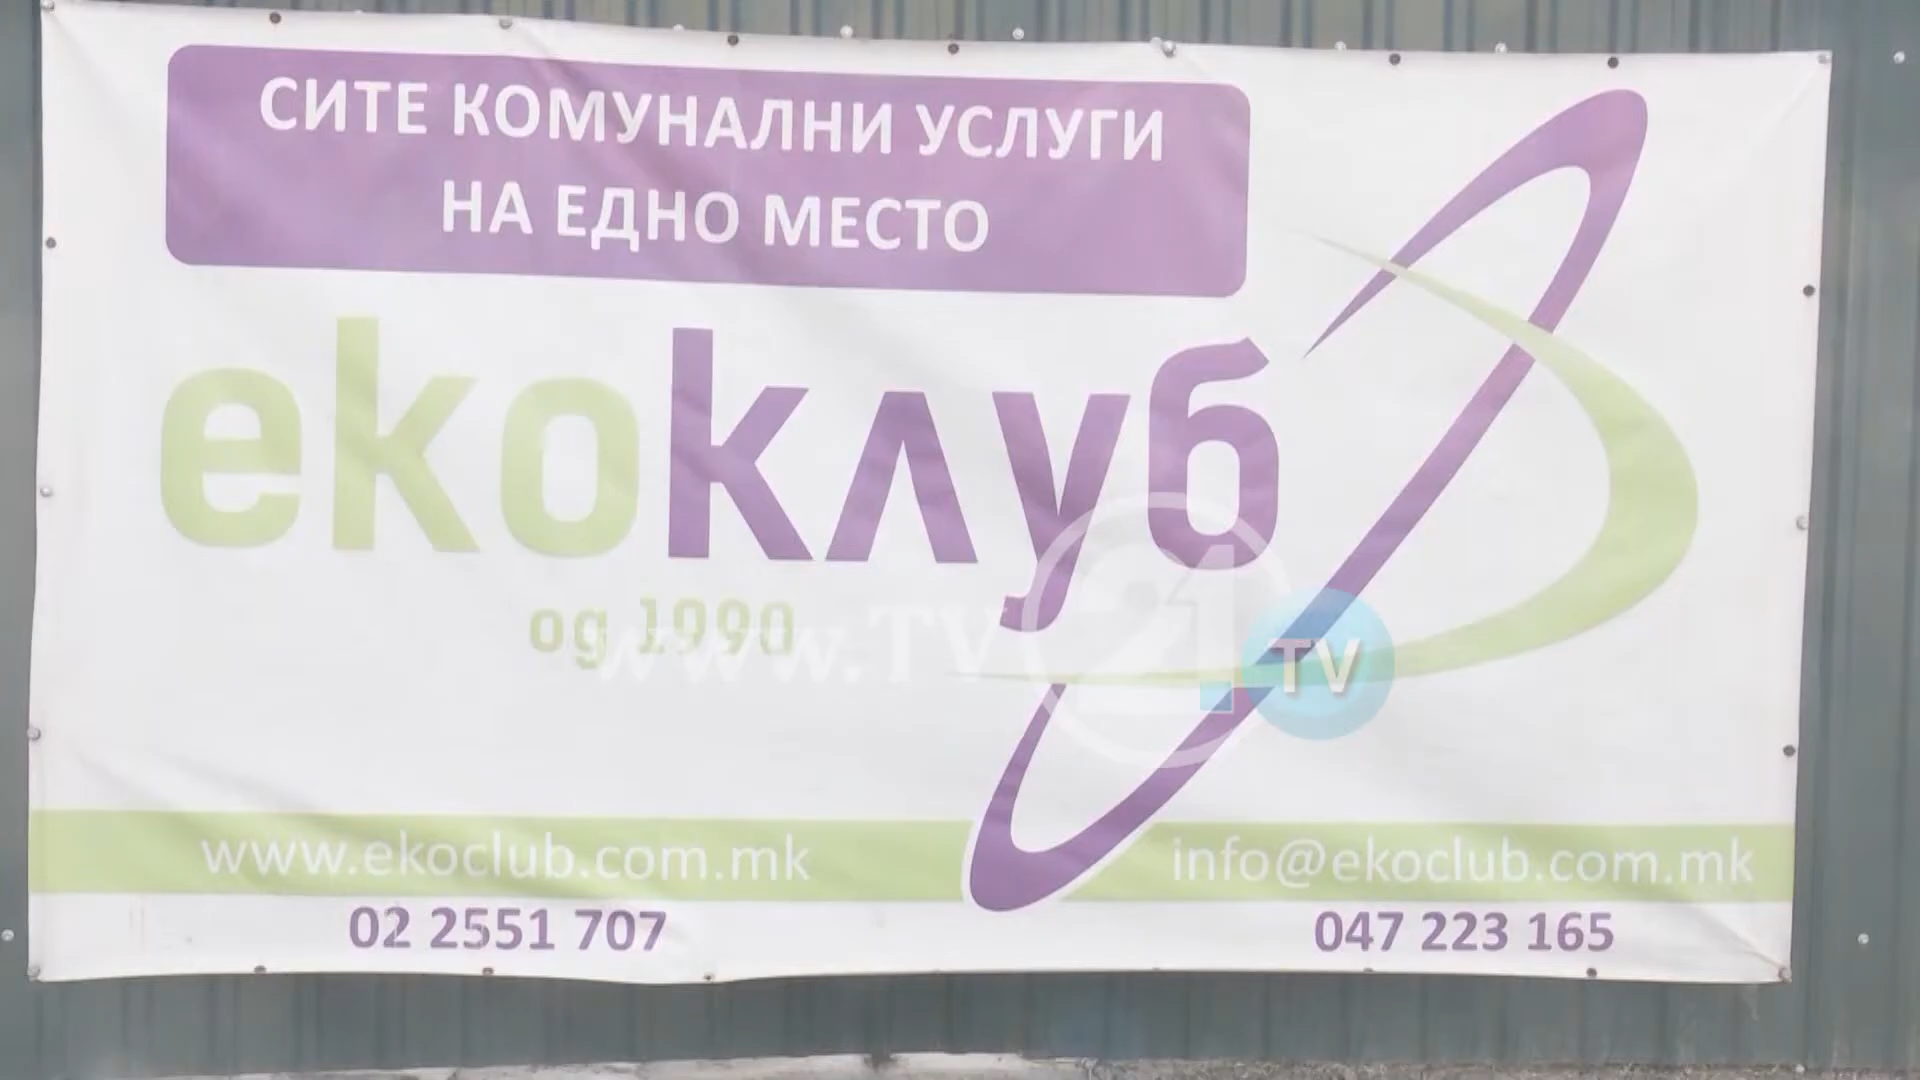 СИТЕ КОМУНАЛНИ УСЛУГИ
НА ЕДНО МЕСТО
екоклуб
од 1990
www.TV21.TV
www.ekoclub.com.mk
info@ekoclub.com.mk
02 2551 707
047 223 165